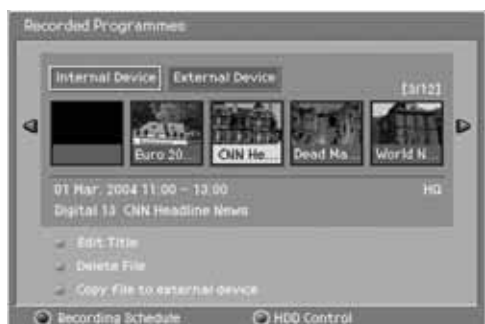 Recorded Programmes
Internal Device External Device
[3/12]
Euro 20... CNN He... Dead Ma... World N...
01 Mar. 2004 11:00 - 13:00 HQ
Digital 13 CNN Headline News
Edit Title
Delete File
Copy file to external device
Recording Schedule HDD Control